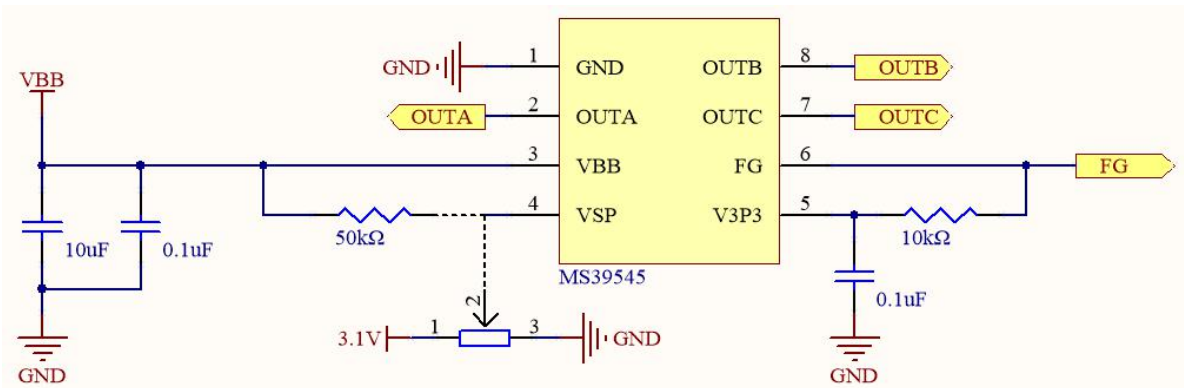 VBB
GND
1
GND
OUTB
8
OUTB
OUTA
2
OUTA
OUTC
7
OUTC
3
VBB
FG
6
FG
4
VSP
V3P3
5
50kΩ
10kΩ
10uF
0.1uF
MS39545
0.1uF
2
3.1V
1
3
GND
GND
GND